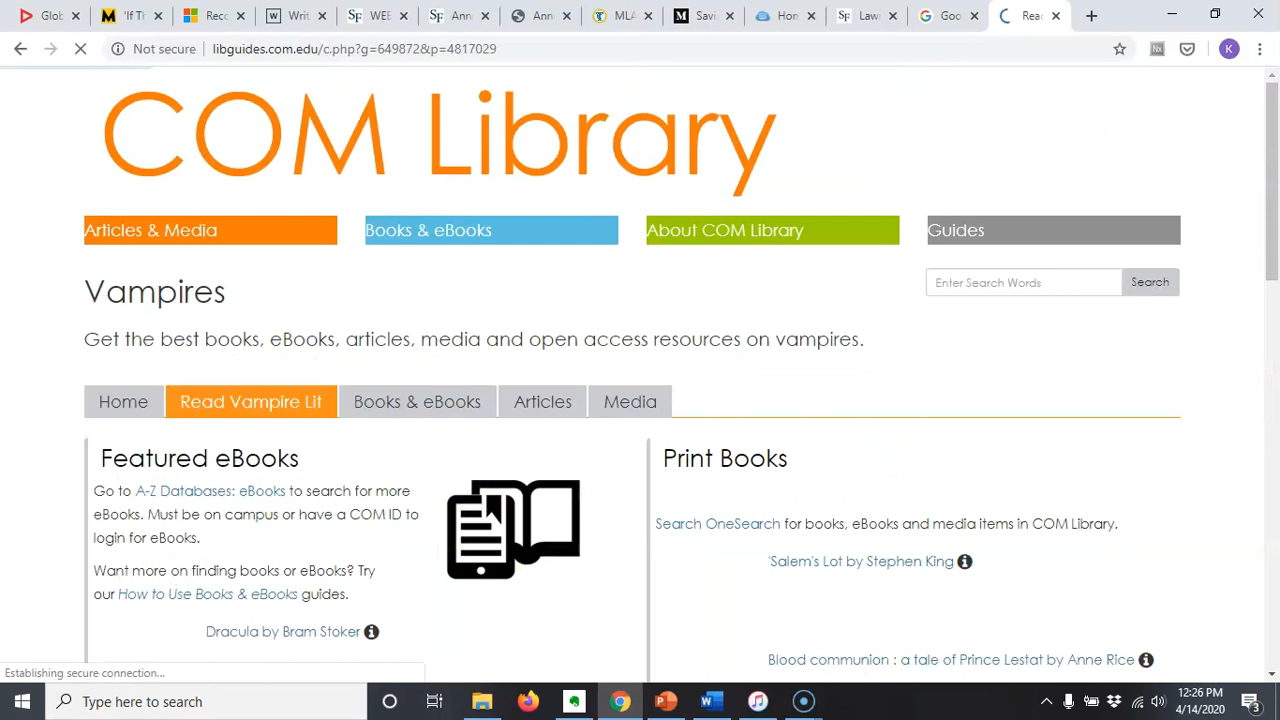 Glob
'If Th
Reco
Writ
WEE
Ann
Ann
MLA
Savi
Hon
Law
Goo
Rea
Not secure
libguides.com.edu/c.php?g=649872&p=4817029
K
COM Library
Articles & Media
Books & eBooks
About COM Library
Guides
Vampires
Enter Search Words
Search
Get the best books, eBooks, articles, media and open access resources on vampires.
Home
Read Vampire Lit
Books & eBooks
Articles
Media
Featured eBooks
Go to A-Z Databases: eBooks to search for more
eBooks. Must be on campus or have a COM ID to
login for eBooks.
Want more on finding books or eBooks? Try
our How to Use Books & eBooks guides.
Dracula by Bram Stoker
Print Books
Search OneSearch for books, eBooks and media items in COM Library.
'Salem's Lot by Stephen King
Blood communion : a tale of Prince Lestat by Anne Rice
Establishing secure connection...
Type here to search
12:26 PM
4/14/2020
3